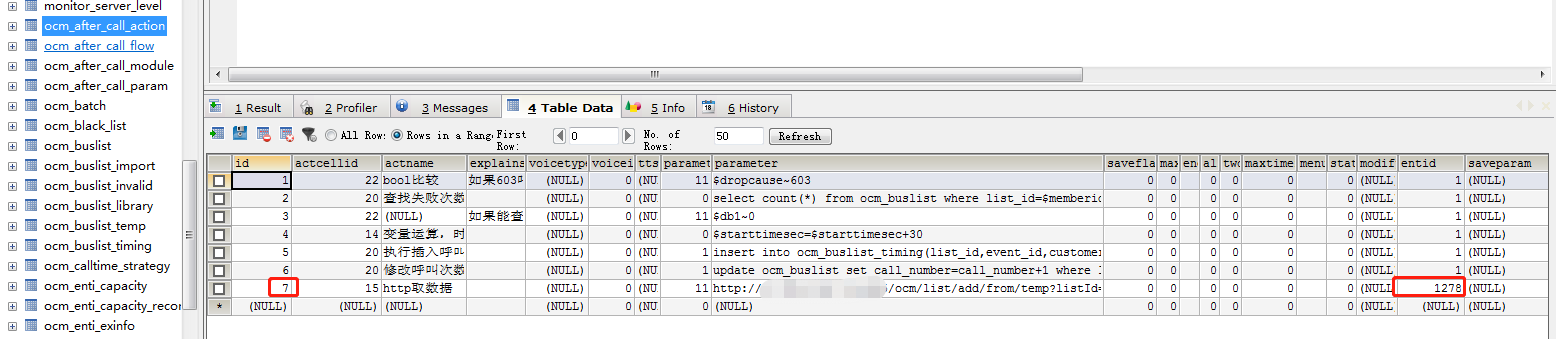 monitor_server_level
ocm_after_call_action
ocm_after_call_flow
ocm_after_call_module
ocm_after_call_param
ocm_batch
ocm_black_list
ocm_buslist
ocm_buslist_import
ocm_buslist_invalid
ocm_buslist_library
ocm_buslist_temp
ocm_buslist_timing
ocm_calltime_strategy
ocm_enti_capacity
ocm_enti_capacity_recor
ocm_enti_exinfo
1 Result 2 Profiler 3 Messages 4 Table Data 5 Info 6 History
All Row: Rows in a Rang First Row: 0 No. of Rows: 50 Refresh
id actcellid actname explains voicetype voicei tts paramet parameter savefla max en al two maxtime menu stat modif entid saveparam
1 22 bool比较 如果603 (NULL) 0 (NU 11 $dropcause~603 0 0 0 0 0 0 0 0 (NULL 1 (NULL)
2 20 查找失败次数 (NULL) 0 (NU 0 select count(*) from ocm_buslist where list_id=$memberic 0 0 0 0 0 0 0 0 (NULL 1 (NULL)
3 22 (NULL) 如果能查 (NULL) 0 (NU 11 $db1~0 0 0 0 0 0 0 0 0 (NULL 1 (NULL)
4 14 变量运算，时 (NULL) 0 (NU 0 $starttimesec=$starttimesec+30 0 0 0 0 0 0 0 0 (NULL 1 (NULL)
5 20 执行插入呼叫 (NULL) 0 (NU 1 insert into ocm_buslist_timing(list_id,event_id,customer 0 0 0 0 0 0 0 0 (NULL 1 (NULL)
6 20 修改呼叫次数 (NULL) 0 (NU 1 update ocm_buslist set call_number=call_number+1 where 0 0 0 0 0 0 0 0 (NULL 1 (NULL)
7 15 http取数据 (NULL) 0 (NU 11 http:// /ocm/list/add/from/temp?listId= 0 0 0 0 0 0 0 0 (NULL 1278 (NULL)
* (NULL) (NULL) (NULL) (NULL) (NULL) 0 (NU 0 (NULL) 0 0 0 0 0 0 0 0 (NULL (NULL) (NULL)